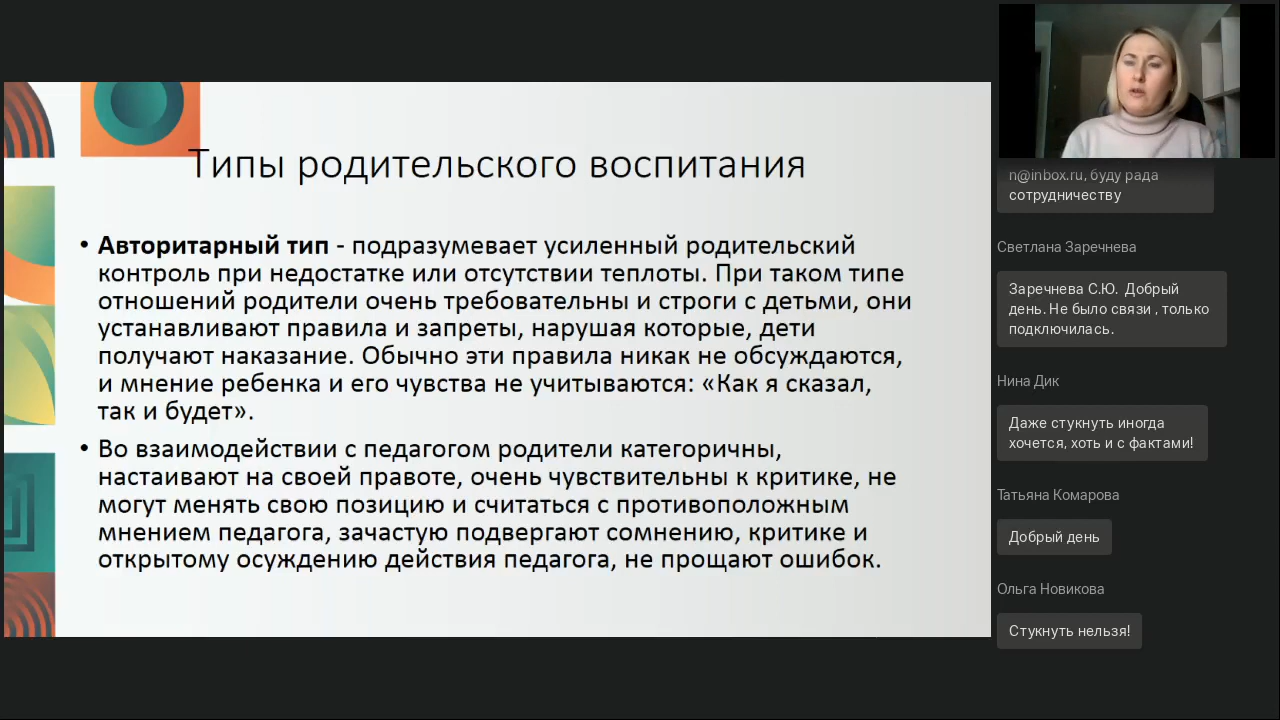 Типы родительского воспитания
• Авторитарный тип - подразумевает усиленный родительский
контроль при недостатке или отсутствии теплоты. При таком типе
отношений родители очень требовательны и строги с детьми, они
устанавливают правила и запреты, нарушая которые, дети
получают наказание. Обычно эти правила никак не обсуждаются,
и мнение ребенка и его чувства не учитываются: «Как я сказал,
так и будет».
• Во взаимодействии с педагогом родители категоричны,
настаивают на своей правоте, очень чувствительны к критике, не
могут менять свою позицию и считаться с противоположным
мнением педагога, зачастую подвергают сомнению, критике и
открытому осуждению действия педагога, не прощают ошибок.
n@inbox.ru, буду рада
сотрудничеству
Светлана Заречнева
Заречнева С.Ю. Добрый
день. Не было связи , только
подключилась.
Нина Дик
Даже стукнуть иногда
хочется, хоть и с фактами!
Татьяна Комарова
Добрый день
Ольга Новикова
Стукнуть нельзя!